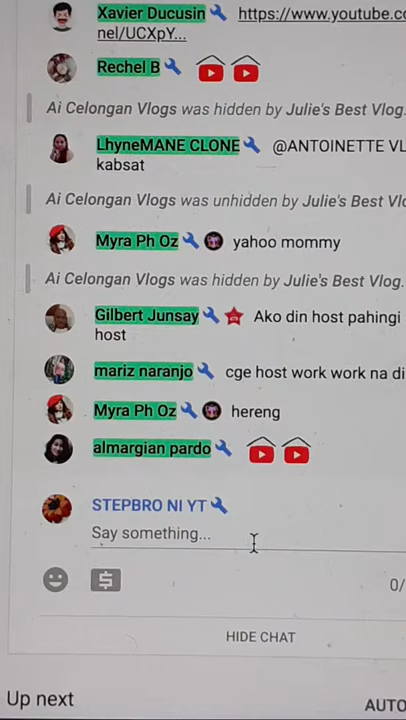 Xavier Ducusin https://www.youtube.c
nel/UCXpY...
Rechel B
Ai Celongan Vlogs was hidden by Julie's Best Vlog.
LhyneMANE CLONE @ANTOINETTE VL
kabsat
Ai Celongan Vlogs was unhidden by Julie's Best Vlo
Myra Ph Oz yahoo mommy
Ai Celongan Vlogs was hidden by Julie's Best Vlog.
Gilbert Junsay Ako din host pahingi
host
mariz naranjo cge host work work na di
Myra Ph Oz hereng
almargian pardo
STEPBRO NI YT
Say something...
0/
HIDE CHAT
Up next
AUTO